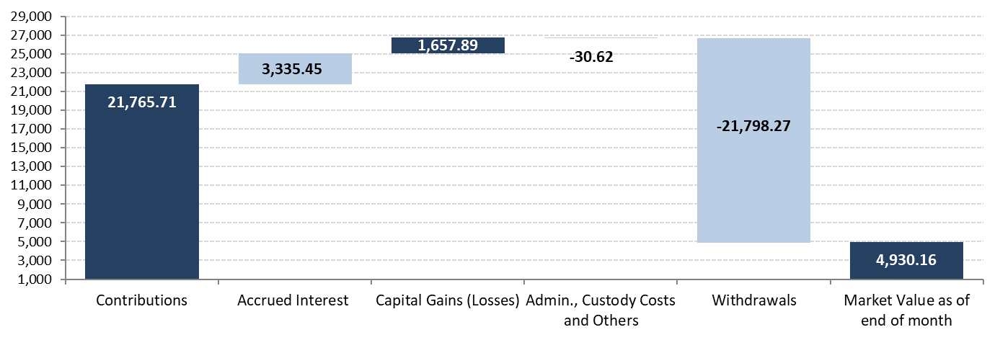 29,000
27,000
25,000
23,000
21,000
19,000
17,000
15,000
13,000
11,000
9,000
7,000
5,000
3,000
1,000
21,765.71
3,335.45
1,657.89
-30.62
-21,798.27
4,930.16
Contributions
Accrued Interest
Capital Gains (Losses)
Admin., Custody Costs
and Others
Withdrawals
Market Value as of
end of month